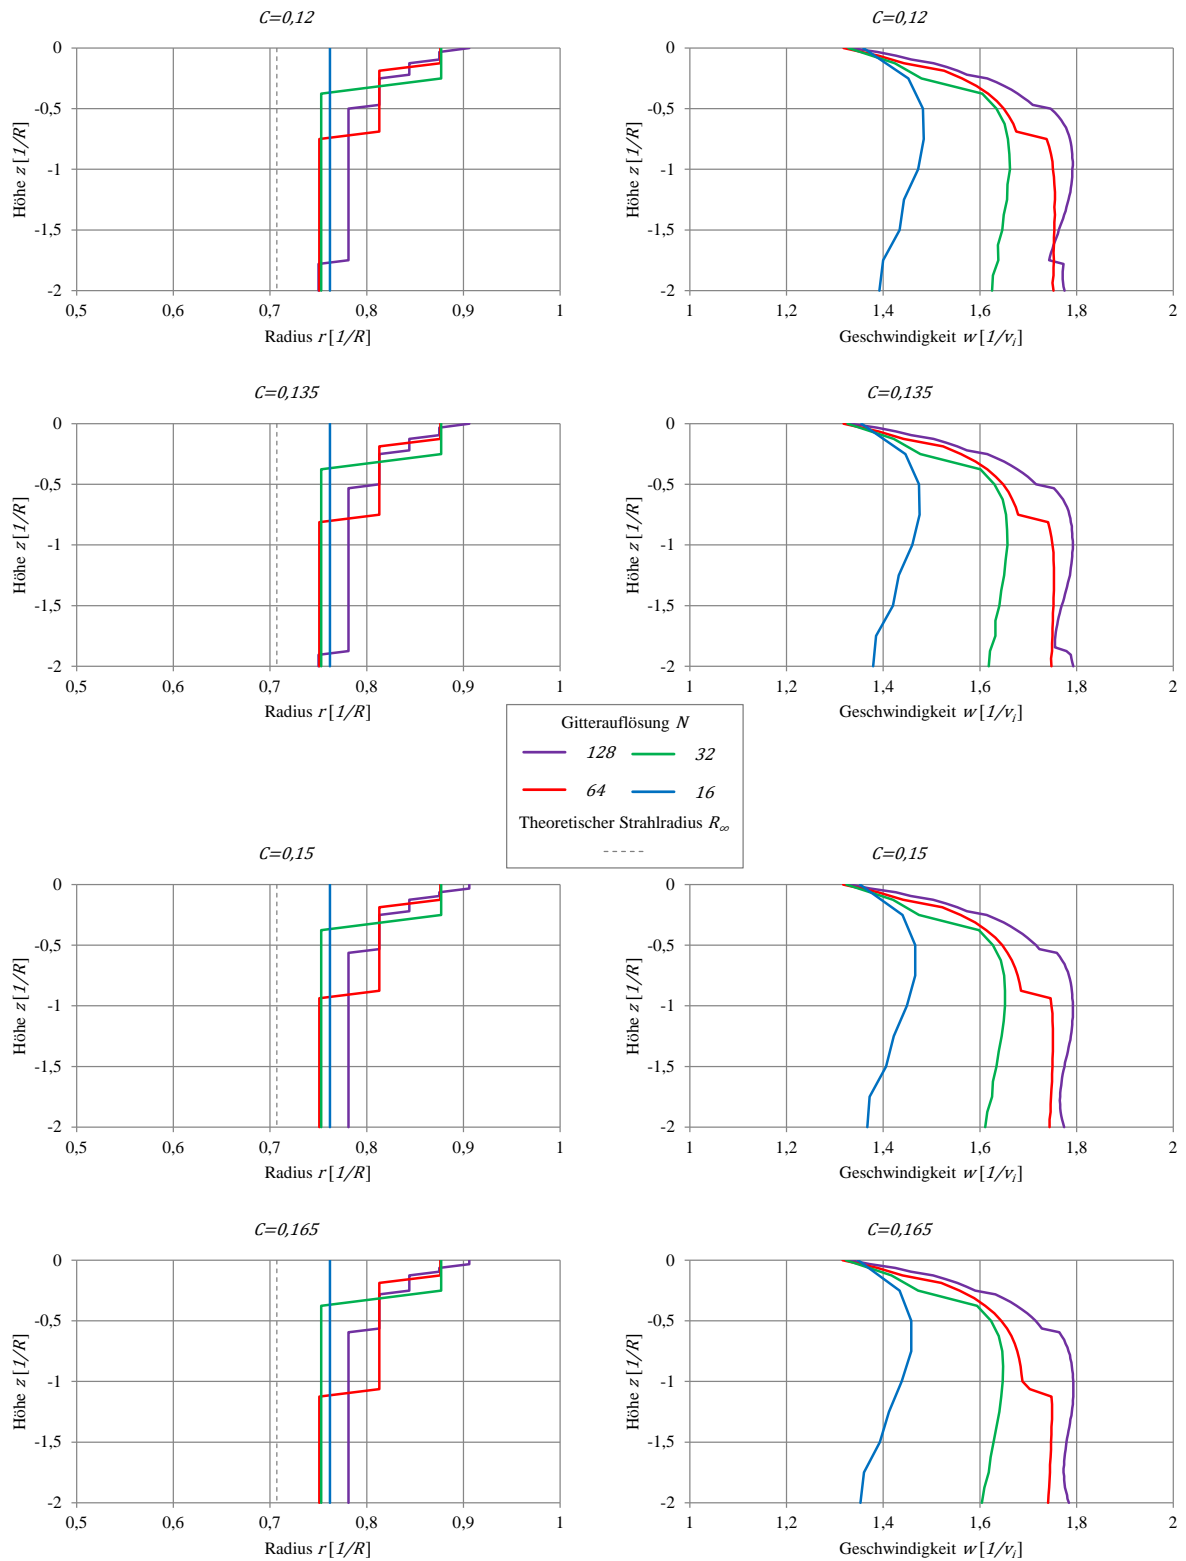 C=0,12
C=0,12
0
-0,5
-1
-1,5
-2
Höhe z [1/R]
0,5 0,6 0,7 0,8 0,9 1
Radius r [1/R]
0
-0,5
-1
-1,5
-2
Höhe z [1/R]
1 1,2 1,4 1,6 1,8 2
Geschwindigkeit w [1/v_i]
C=0,135
C=0,135
0
-0,5
-1
-1,5
-2
Höhe z [1/R]
0,5 0,6 0,7 0,8 0,9 1
Radius r [1/R]
0
-0,5
-1
-1,5
-2
Höhe z [1/R]
1 1,2 1,4 1,6 1,8 2
Geschwindigkeit w [1/v_i]
Gitterauflösung N
128 32
64 16
Theoretischer Strahlradius R_∞
C=0,15
C=0,15
0
-0,5
-1
-1,5
-2
Höhe z [1/R]
0,5 0,6 0,7 0,8 0,9 1
Radius r [1/R]
0
-0,5
-1
-1,5
-2
Höhe z [1/R]
1 1,2 1,4 1,6 1,8 2
Geschwindigkeit w [1/v_i]
C=0,165
C=0,165
0
-0,5
-1
-1,5
-2
Höhe z [1/R]
0,5 0,6 0,7 0,8 0,9 1
Radius r [1/R]
0
-0,5
-1
-1,5
-2
Höhe z [1/R]
1 1,2 1,4 1,6 1,8 2
Geschwindigkeit w [1/v_i]